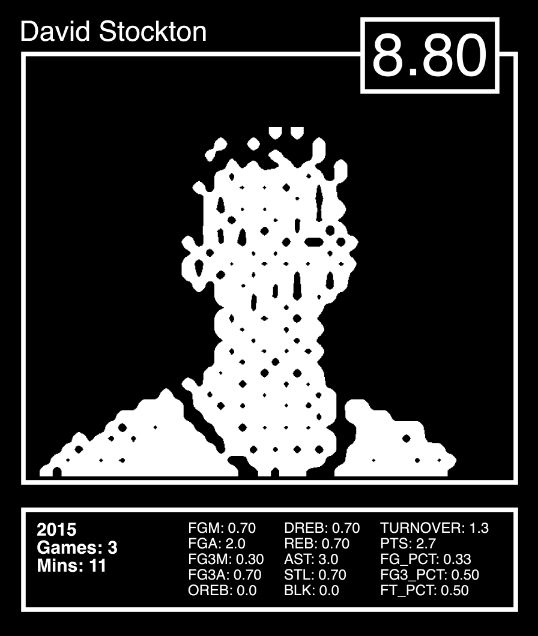 David Stockton
8.80
2015
Games: 3
Mins: 11
FGM: 0.70
FGA: 2.0
FG3M: 0.30
FG3A: 0.70
OREB: 0.0
DREB: 0.70
REB: 0.70
AST: 3.0
STL: 0.70
BLK: 0.0
TURNOVER: 1.3
PTS: 2.7
FG_PCT: 0.33
FG3_PCT: 0.50
FT_PCT: 0.50